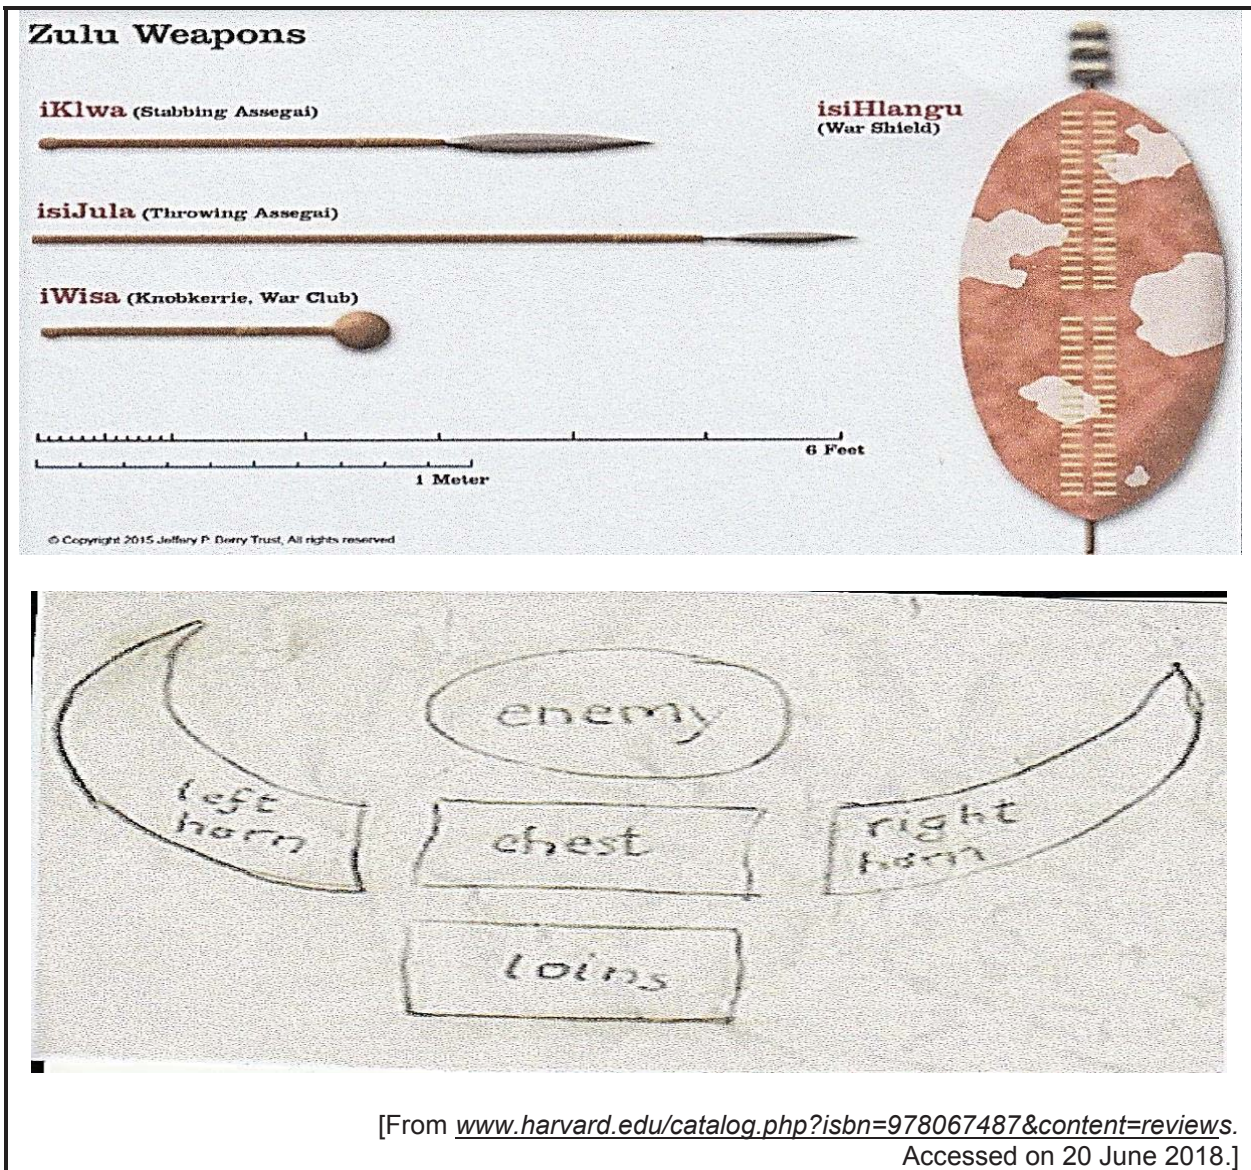 Zulu Weapons
iKlwa (Stabbing Assegai)
isiHlangu
(War Shield)
isiJula (Throwing Assegai)
iWisa (Knobkerrie, War Club)
6 Feet
1 Meter
© Copyright 2015 Jeffery P. Berry Trust, All rights reserved
enemy
left
horn
chest
right
horn
loins
[From www.harvard.edu/catalog.php?isbn=978067487&content=reviews.
Accessed on 20 June 2018.]